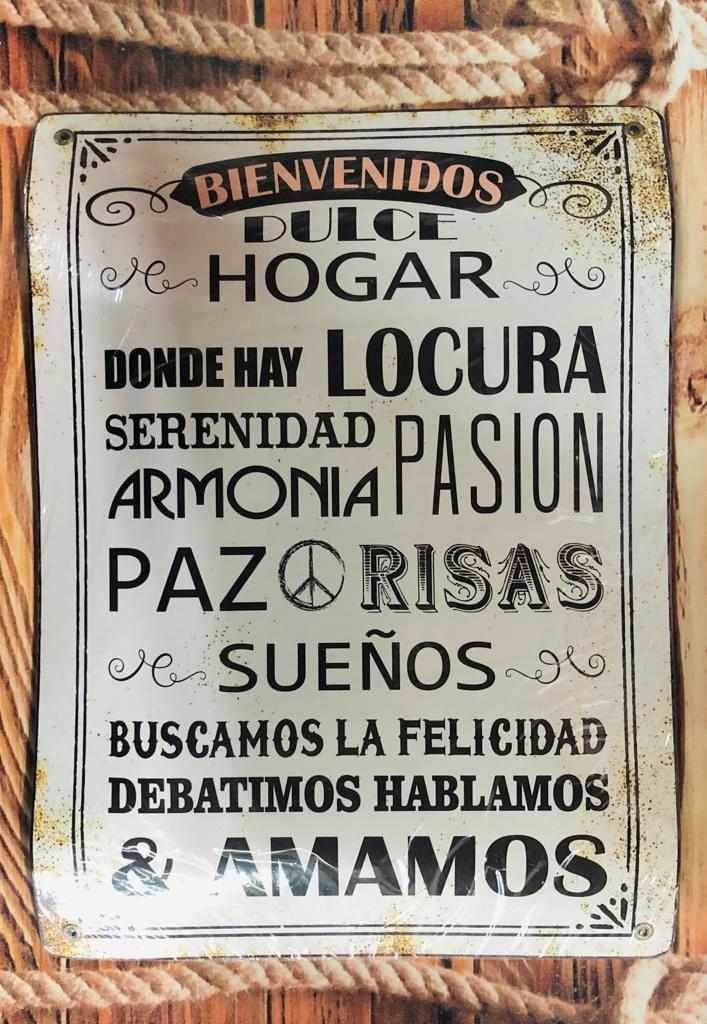 BIENVENIDOS
DULCE
HOGAR
DONDE HAY LOCURA
SERENIDAD PASION
ARMONIA
PAZ RISAS
SUEÑOS
BUSCAMOS LA FELICIDAD
DEBATIMOS HABLAMOS
& AMAMOS